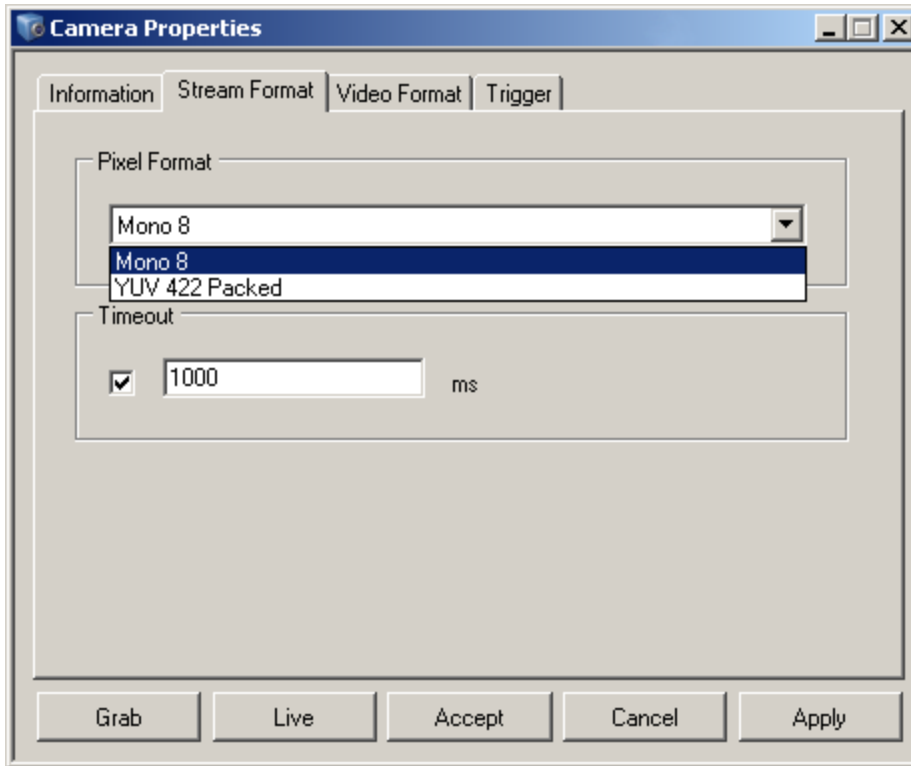 Camera Properties
Information Stream Format Video Format Trigger
Pixel Format
Mono 8
Mono 8
YUV 422 Packed
Timeout
1000 ms
Grab Live Accept Cancel Apply